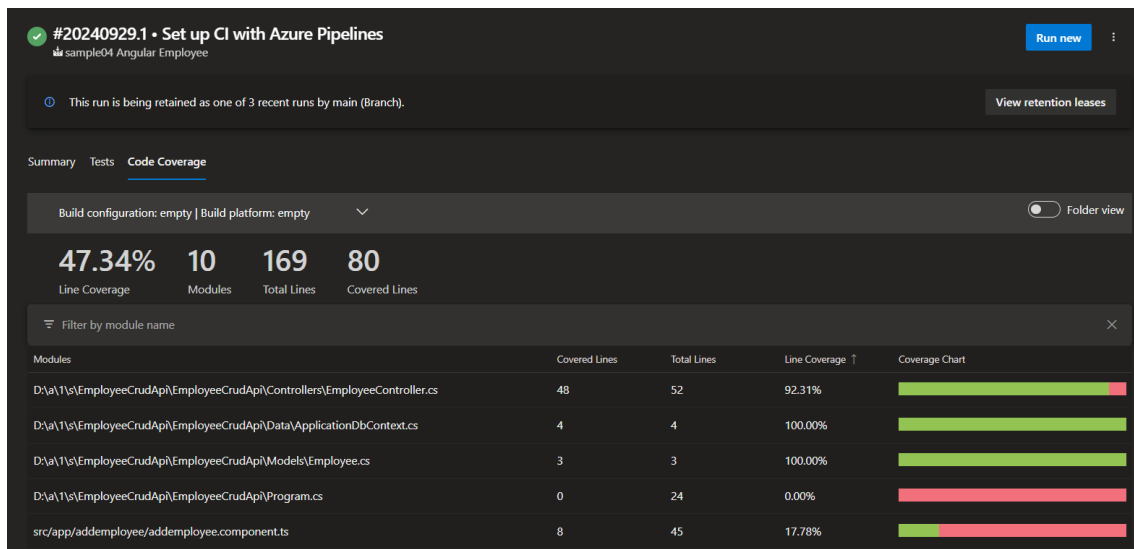 #20240929.1 • Set up CI with Azure Pipelines
sample04 Angular Employee
Run new
This run is being retained as one of 3 recent runs by main (Branch).
View retention leases
Summary Tests Code Coverage
Build configuration: empty | Build platform: empty
Folder view
47.34% 10 169 80
Line Coverage Modules Total Lines Covered Lines
Filter by module name
Modules Covered Lines Total Lines Line Coverage ↑ Coverage Chart
D:\a\1\s\EmployeeCrudApi\EmployeeCrudApi\Controllers\EmployeeController.cs 48 52 92.31%
D:\a\1\s\EmployeeCrudApi\EmployeeCrudApi\Data\ApplicationDbContext.cs 4 4 100.00%
D:\a\1\s\EmployeeCrudApi\EmployeeCrudApi\Models\Employee.cs 3 3 100.00%
D:\a\1\s\EmployeeCrudApi\EmployeeCrudApi\Program.cs 0 24 0.00%
src/app/addemployee/addemployee.component.ts 8 45 17.78%